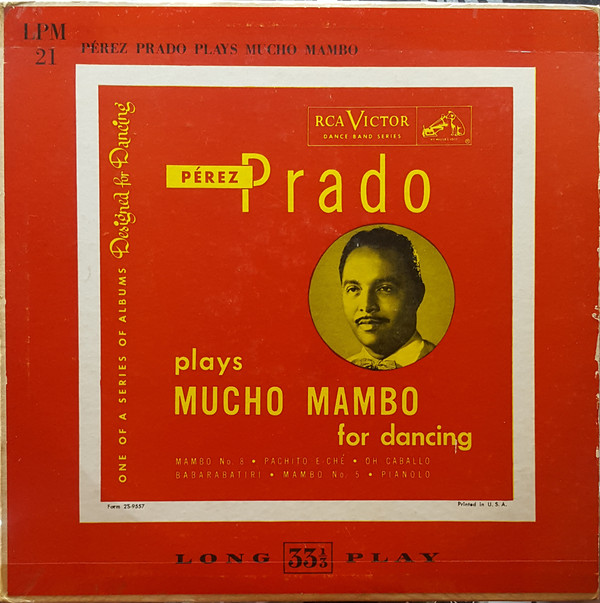 LPM
21
PÉREZ PRADO PLAYS MUCHO MAMBO
RCA VICTOR
DANCE BAND SERIES
PÉREZ
Prado
plays
MUCHO MAMBO
for dancing
MAMBO No. 8 • PACHITO E CHÉ • OH CABALLO
BABARABATIRI • MAMBO No. 5 • PIANOLO
ONE OF A SERIES OF ALBUMS Designed for Dancing
Form 2S-9557
Printed in U. S. A.
LONG 33 1/3 PLAY